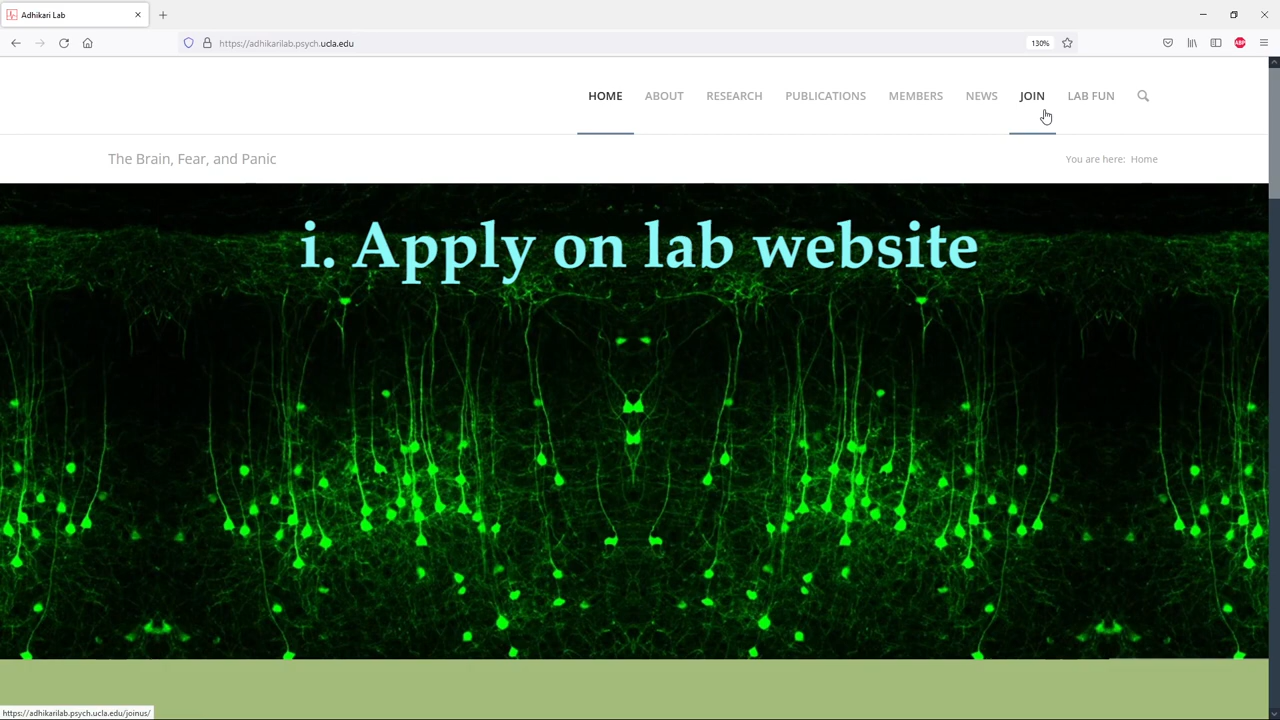 Adhikari Lab
https://adhikarilab.psych.ucla.edu
130%
ABP
HOME ABOUT RESEARCH PUBLICATIONS MEMBERS NEWS JOIN LAB FUN
The Brain, Fear, and Panic
You are here: Home
i. Apply on lab website
https://adhikarilab.psych.ucla.edu/joinus/